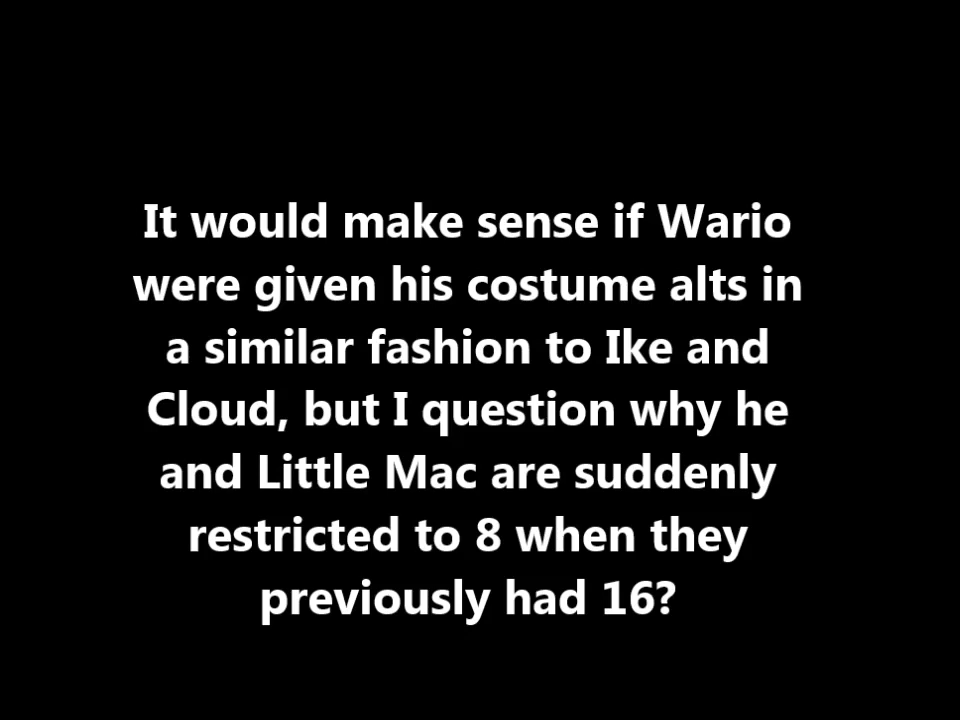 It would make sense if Wario
were given his costume alts in
a similar fashion to Ike and
Cloud, but I question why he
and Little Mac are suddenly
restricted to 8 when they
previously had 16?